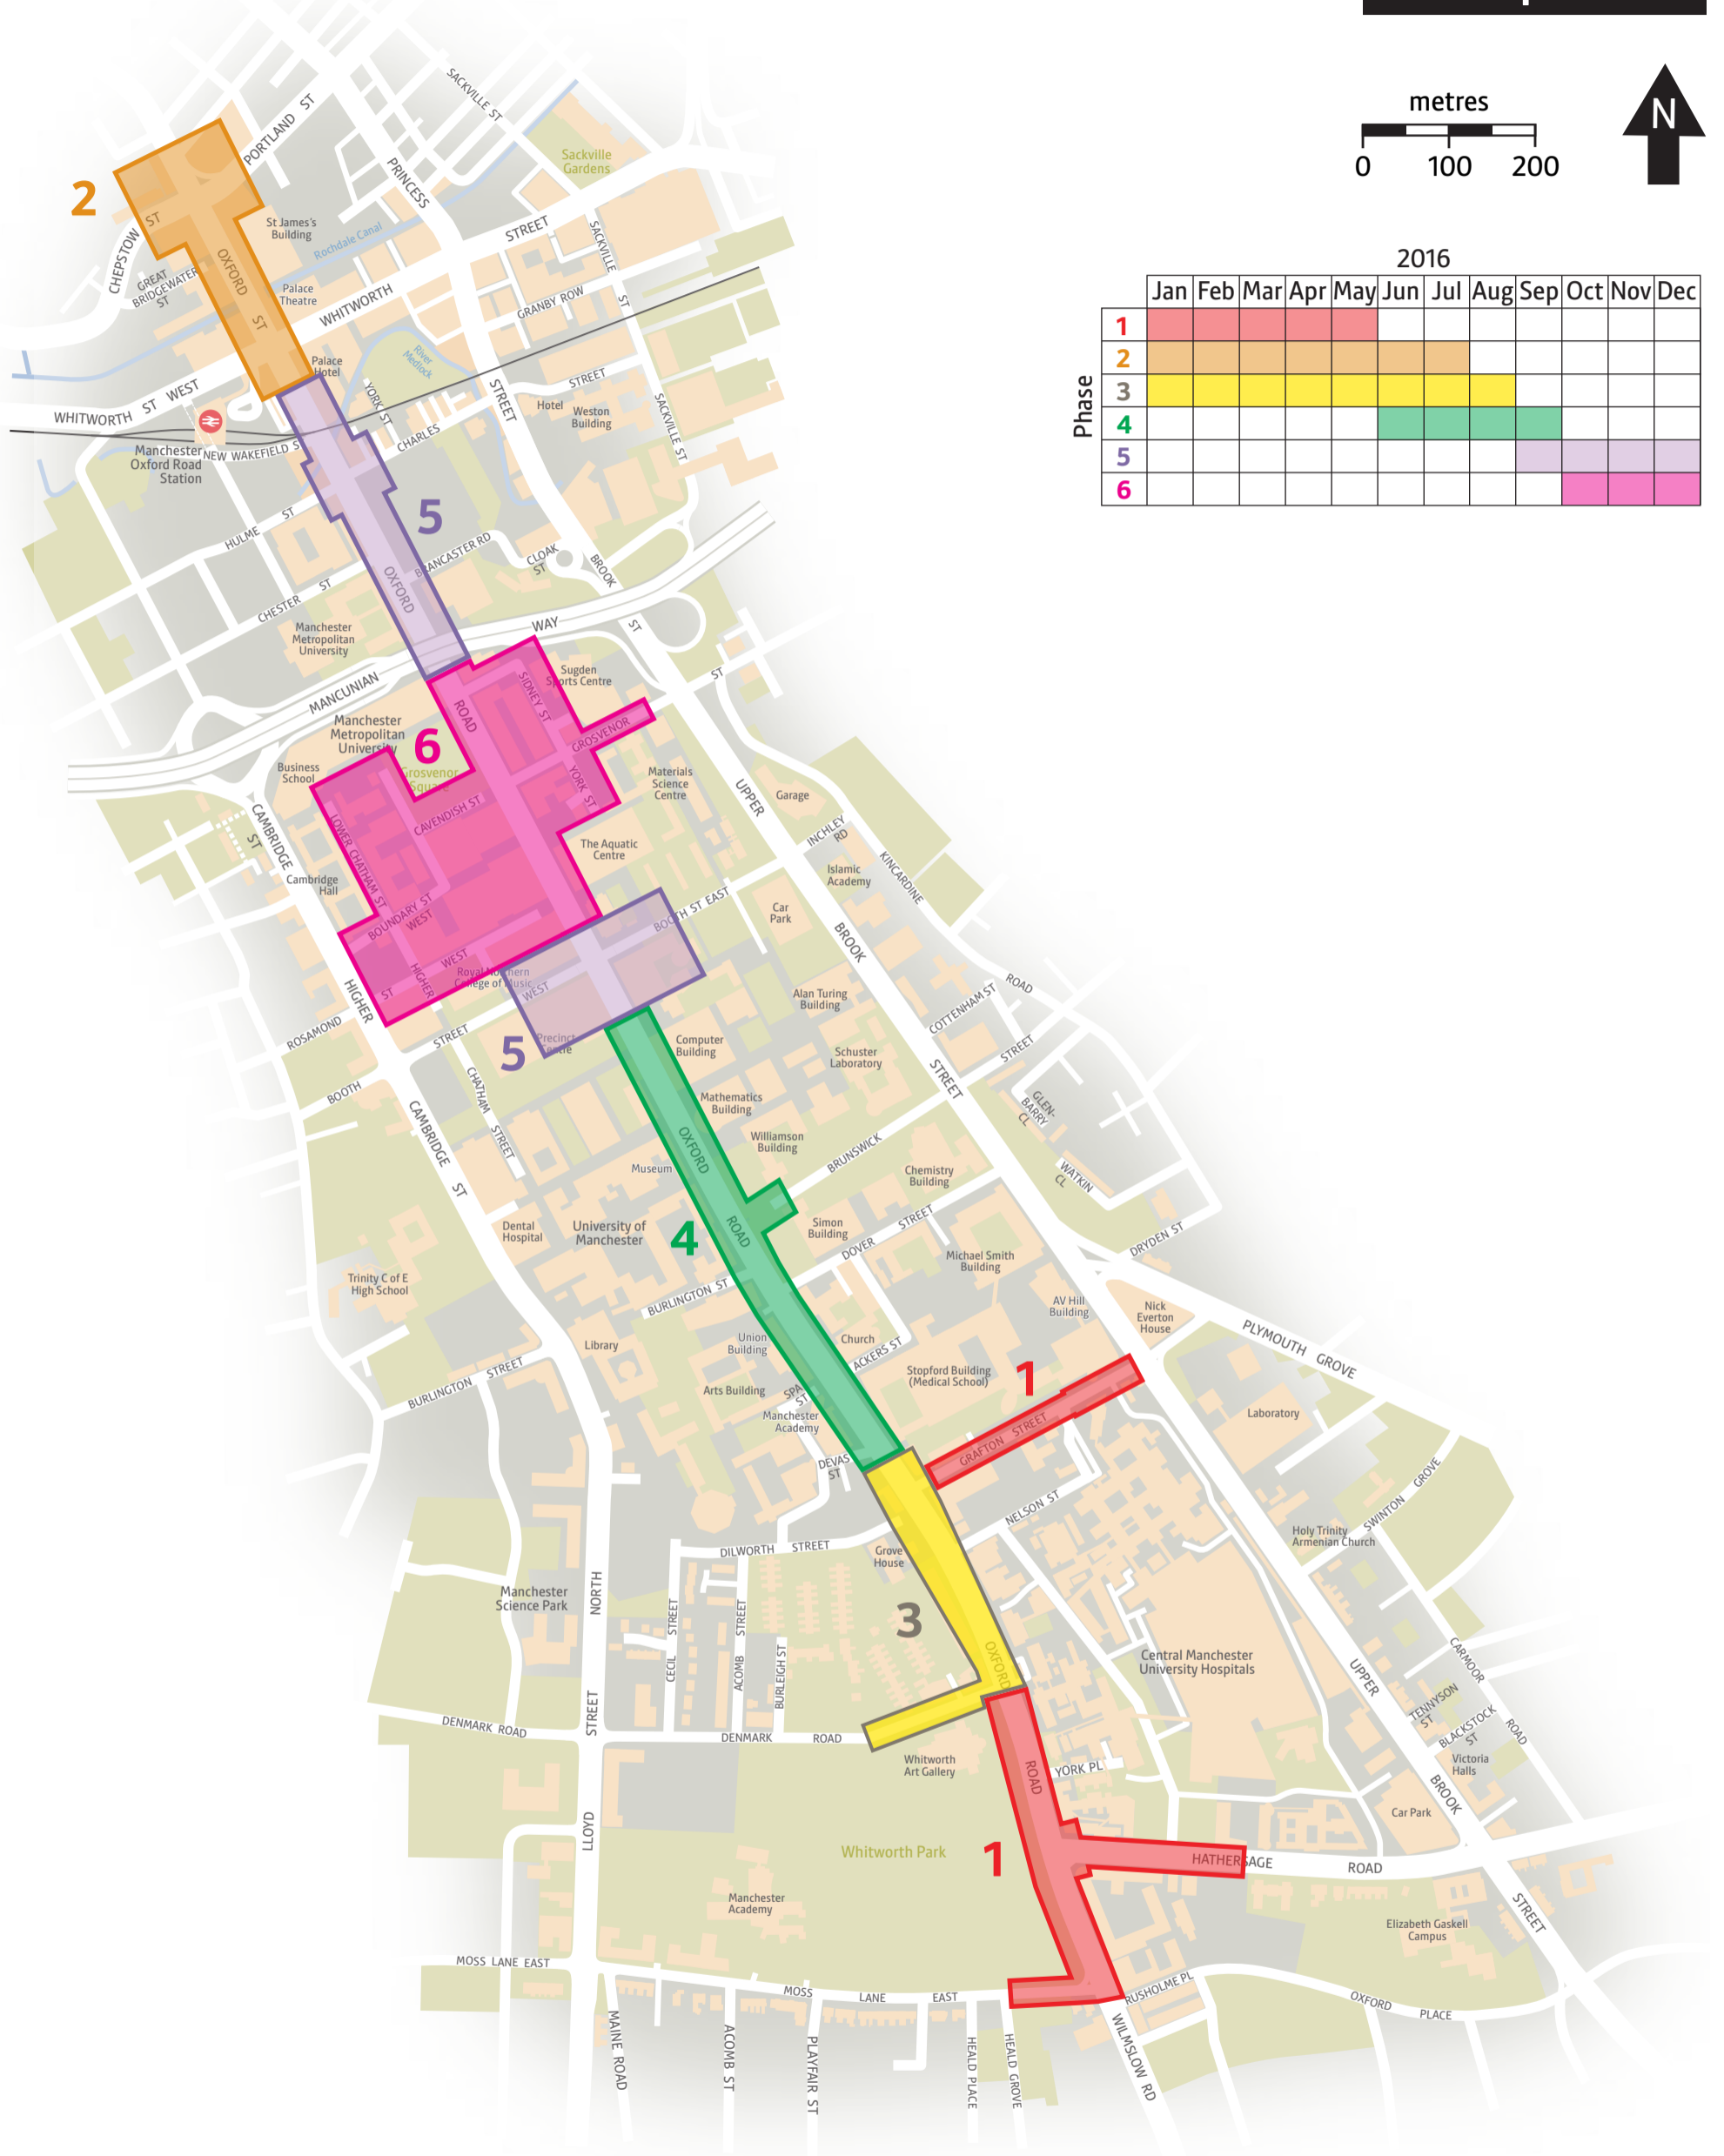 metres
0 100 200
N
2016
Jan Feb Mar Apr May Jun Jul Aug Sep Oct Nov Dec
Phase
1
2
3
4
5
6
SACKVILLE ST
PORTLAND ST
Sackville
Gardens
PRINCESS
2
ST
CHEPSTOW
St James's
Building
Rochdale Canal
STREET
SACKVILLE
OXFORD
GREAT
BRIDGEWATER
ST
Palace
Theatre
WHITWORTH
GRANBY ROW
ST
ST
River
Medlock
Palace
Hotel
YORK ST
STREET
STREET
Hotel
Weston
Building
SACKVILLE ST
WHITWORTH ST WEST
CHARLES
Manchester
Oxford Road
Station
NEW WAKEFIELD S
5
HULME ST
BRANCASTER RD
CLOAK
ST
BROOK
OXFORD
CHESTER ST
Manchester
Metropolitan
University
WAY
ST
MANCUNIAN
Sugden
Sports Centre
SIDNEY ST
ST
ROAD
Manchester
Metropolitan
University
6
GROSVENOR
Grosvenor
Square
Business
School
YORK ST
Materials
Science
Centre
UPPER
Garage
CAVENDISH ST
LOWER CHATHAM ST
CAMBRIDGE
ST
INCHLEY
RD
The Aquatic
Centre
KINCARDINE
Islamic
Academy
Cambridge
Hall
BOUNDARY ST
WEST
BOOTH ST EAST
Car
Park
BROOK
WEST
HIGHER
ST
Royal Northern
College of Music
WEST
HIGHER
ROAD
Alan Turing
Building
COTTENHAM ST
ROSAMOND
STREET
5
Precinct
Centre
Computer
Building
Schuster
Laboratory
STREET
STREET
BOOTH
CHATHAM
STREET
Mathematics
Building
GLEN-
BARRY
CL
CAMBRIDGE
ST
OXFORD
Williamson
Building
BRUNSWICK
Museum
Chemistry
Building
WATKIN
CL
4
ROAD
Dental
Hospital
University of
Manchester
Simon
Building
DOVER STREET
Michael Smith
Building
DRYDEN ST
Trinity C of E
High School
BURLINGTON ST
AV Hill
Building
Nick
Everton
House
PLYMOUTH GROVE
Library
Union
Building
Church
ACKERS ST
Stopford Building
(Medical School)
1
BURLINGTON STREET
Arts Building
SPA
ST
Manchester
Academy
GRAFTON STREET
Laboratory
DEVAS
ST
NELSON ST
SWINTON GROVE
Holy Trinity
Armenian Church
DILWORTH STREET
Grove
House
Manchester
Science Park
NORTH
CECIL STREET
ACOMB STREET
BURLEIGH ST
3
OXFORD
Central Manchester
University Hospitals
UPPER
CARMOOR
ROAD
STREET
DENMARK ROAD
DENMARK ROAD
TENNYSON
ST
BLACKSTOCK
ST
Victoria
Halls
Whitworth
Art Gallery
ROAD
YORK PL
BROOK
Car Park
LLOYD
Whitworth Park
1
HATHERSAGE ROAD
Manchester
Academy
STREET
Elizabeth Gaskell
Campus
MOSS LANE EAST
MOSS LANE EAST
RUSHOLME PL
OXFORD PLACE
MAINE ROAD
ACOMB ST
PLAYFAIR ST
HEALD PLACE
HEALD GROVE
WILMSLOW RD